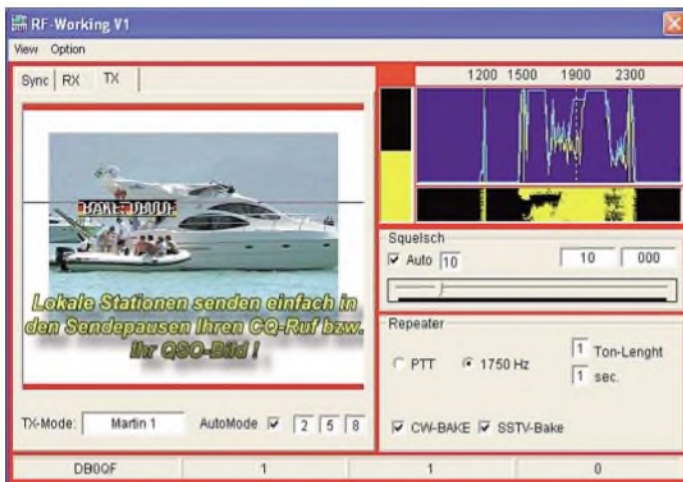 RF-Working V1
View Option
Sync RX TX
1200 1500 1900 2300
Lokale Stationen senden einfach in
den Sendepausen Ihren CQ-Ruf bzw.
Ihr QSO-Bild !
TX-Mode: Martin 1 AutoMode 2 5 8
Squelsch
Auto 10 10 000
Repeater
PTT 1750 Hz 1 Ton-Lenght
1 sec.
CW-BAKE SSTV-Bake
DB0QF 1 1 0